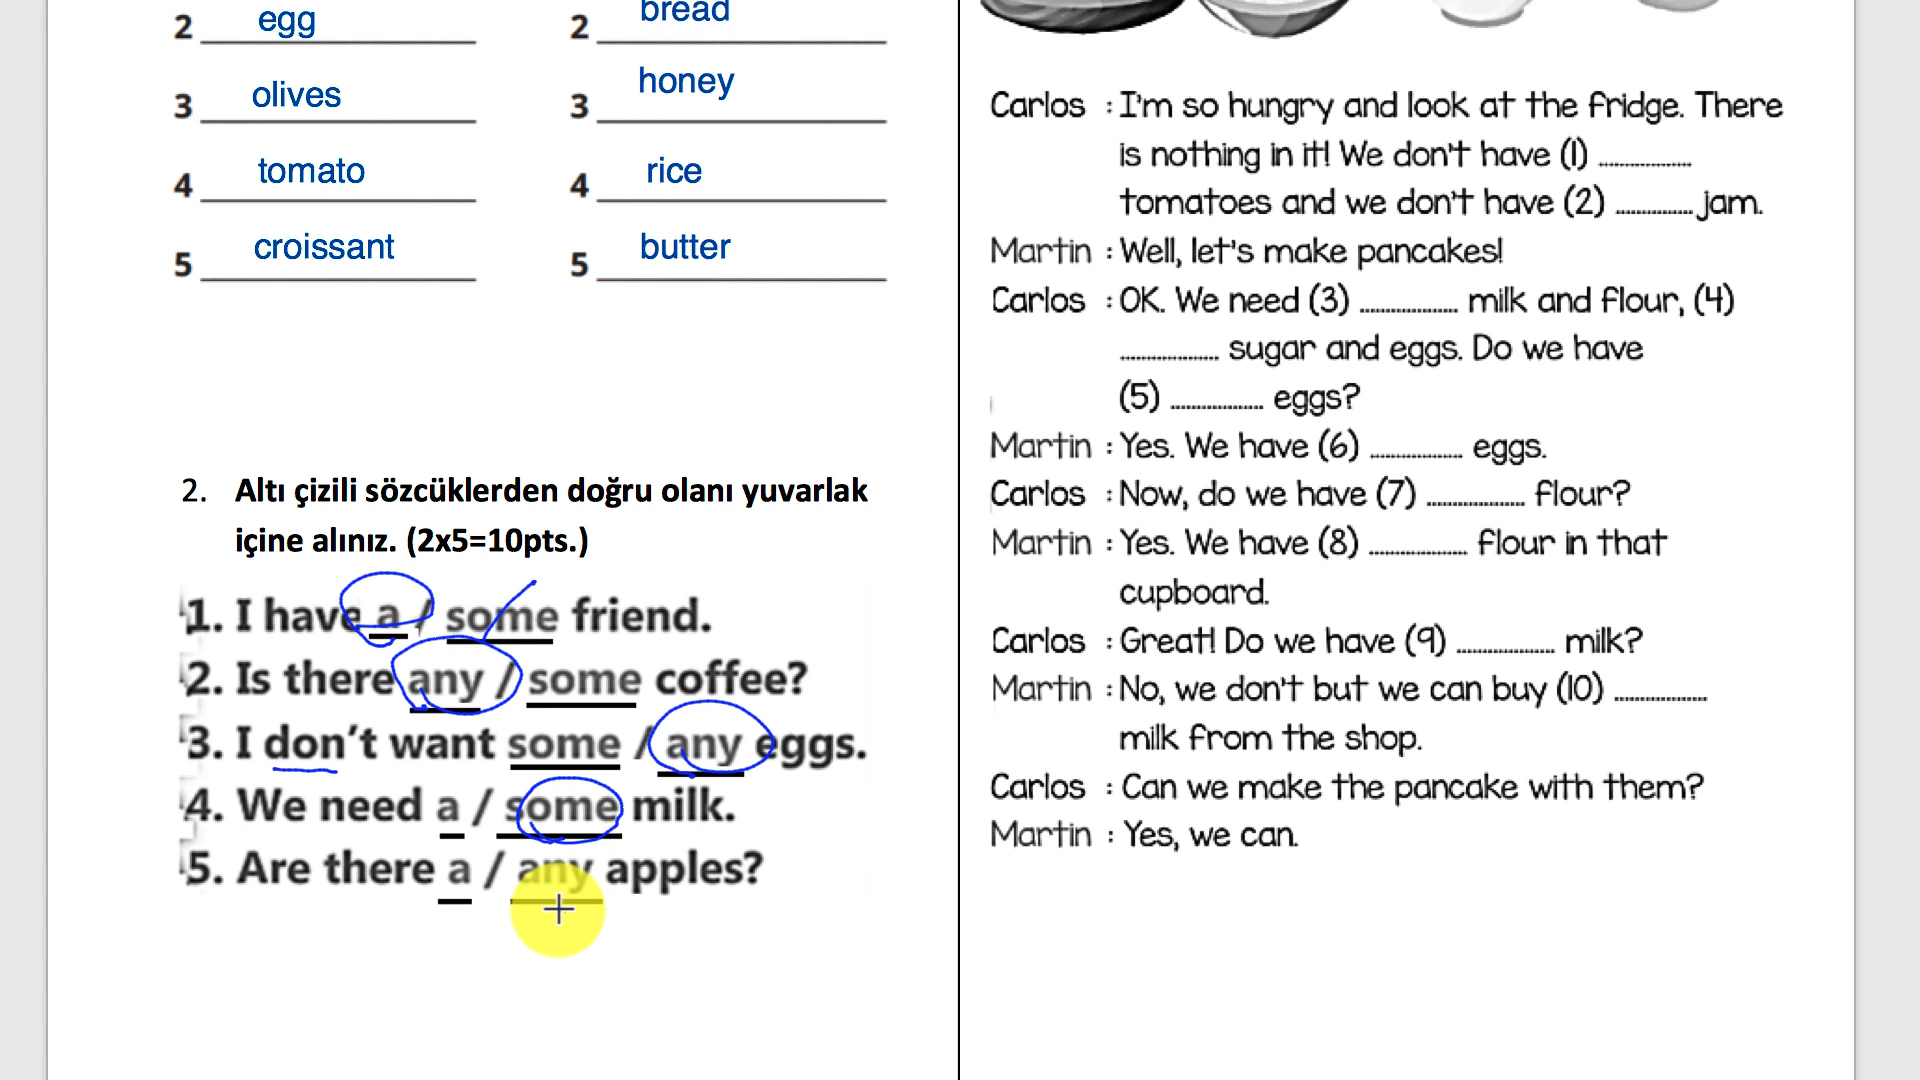 2 egg
3 olives
4 tomato
5 croissant
2 bread
3 honey
4 rice
5 butter
2. Altı çizili sözcüklerden doğru olanı yuvarlak
içine alınız. (2x5=10pts.)
1. I have a / some friend.
2. Is there any / some coffee?
3. I don't want some / any eggs.
4. We need a / some milk.
5. Are there a / any apples?
Carlos : I'm so hungry and look at the fridge. There
is nothing in it! We don't have (1) ..................
tomatoes and we don't have (2) ............... jam.
Martin : Well, let's make pancakes!
Carlos : OK. We need (3) ................... milk and flour, (4)
................... sugar and eggs. Do we have
(5) .................. eggs?
Martin : Yes. We have (6) .................. eggs.
Carlos : Now, do we have (7) ................... flour?
Martin : Yes. We have (8) ................... flour in that
cupboard.
Carlos : Great! Do we have (9) ................... milk?
Martin : No, we don't but we can buy (10) ..................
milk from the shop.
Carlos : Can we make the pancake with them?
Martin : Yes, we can.